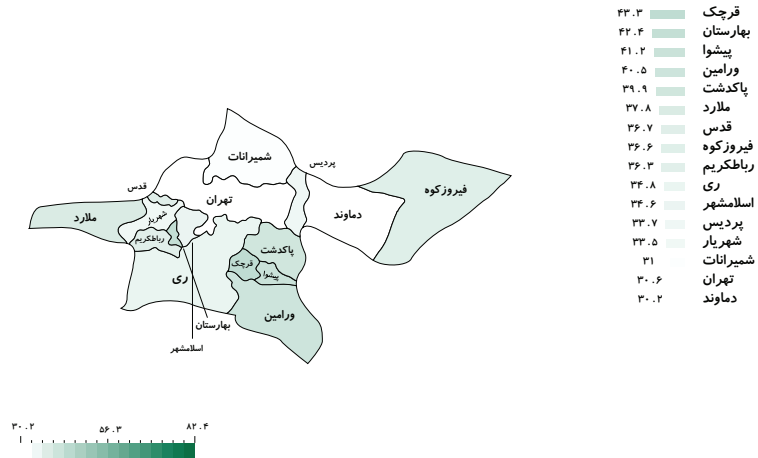 قرچک ۴۳.۳
بهارستان ۴۲.۴
پیشوا ۴۱.۲
ورامین ۴۰.۵
پاکدشت ۳۹.۹
ملارد ۳۷.۸
قدس ۳۶.۷
فیروزکوه ۳۶.۶
رباطکریم ۳۶.۳
ری ۳۴.۸
اسلامشهر ۳۴.۶
پردیس ۳۳.۷
شهریار ۳۳.۵
شمیرانات ۳۱
تهران ۳۰.۶
دماوند ۳۰.۲
شمیرانات
پردیس
فیروزکوه
قدس
تهران
دماوند
شهریار
ملارد
رباطکریم
پاکدشت
قرچک
پیشوا
ری
ورامین
بهارستان
اسلامشهر
۳۰.۲ ۵۶.۳ ۸۲.۴